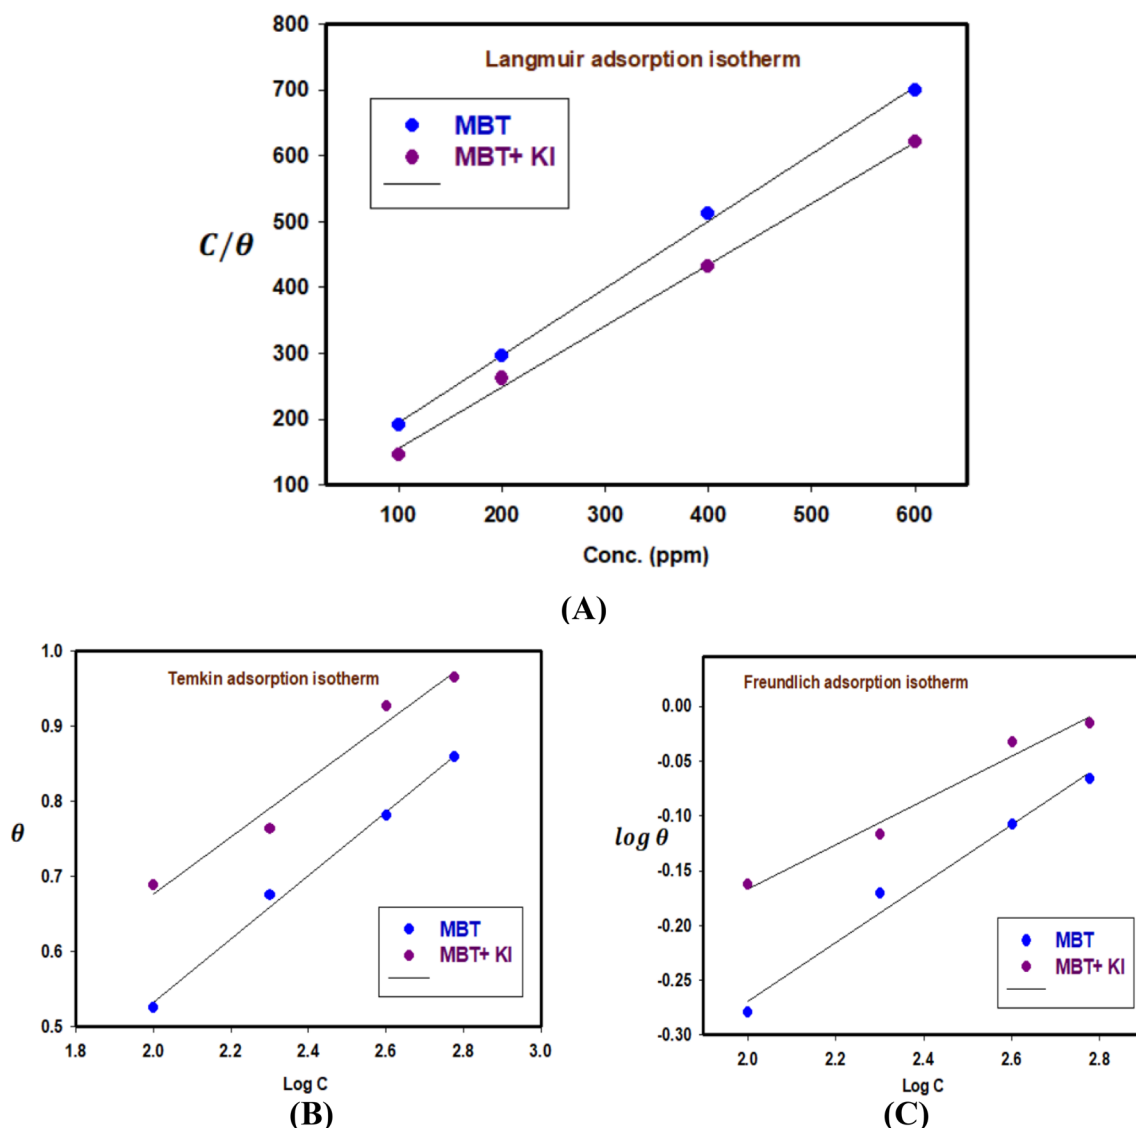 Langmuir adsorption isotherm
800
700
600
500
400
300
200
100
C/θ
MBT
MBT+ KI
100 200 300 400 500 600
Conc. (ppm)
(A)
Temkin adsorption isotherm
1.0
0.9
0.8
0.7
0.6
0.5
θ
MBT
MBT+ KI
1.8 2.0 2.2 2.4 2.6 2.8 3.0
Log C
(B)
Freundlich adsorption isotherm
0.00
-0.05
-0.10
-0.15
-0.20
-0.25
-0.30
log θ
MBT
MBT+ KI
2.0 2.2 2.4 2.6 2.8
Log C
(C)